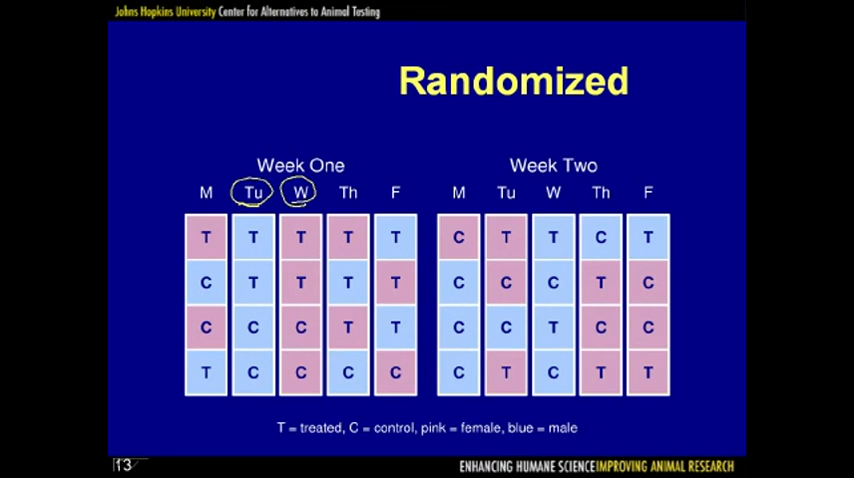 Johns Hopkins University Center for Alternatives to Animal Testing
Randomized
Week One Week Two
M Tu W Th F M Tu W Th F
T T T T T C T T C T
C T T T T C C C T C
C C C T T C C T C C
T C C C C C T C T T
T = treated, C = control, pink = female, blue = male
13
ENHANCING HUMANE SCIENCE IMPROVING ANIMAL RESEARCH